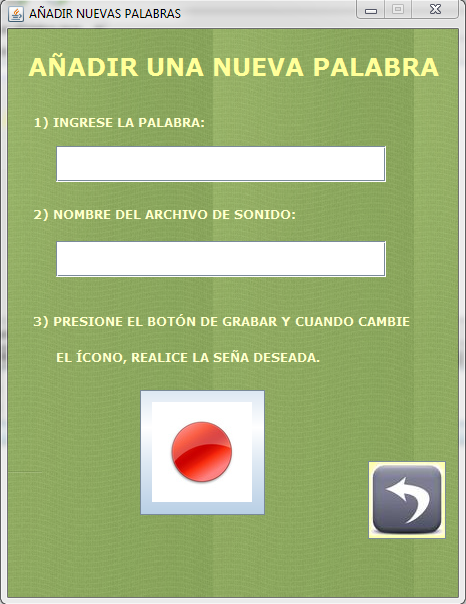 AÑADIR NUEVAS PALABRAS
AÑADIR UNA NUEVA PALABRA
1) INGRESE LA PALABRA:
2) NOMBRE DEL ARCHIVO DE SONIDO:
3) PRESIONE EL BOTÓN DE GRABAR Y CUANDO CAMBIE
EL ÍCONO, REALICE LA SEÑA DESEADA.